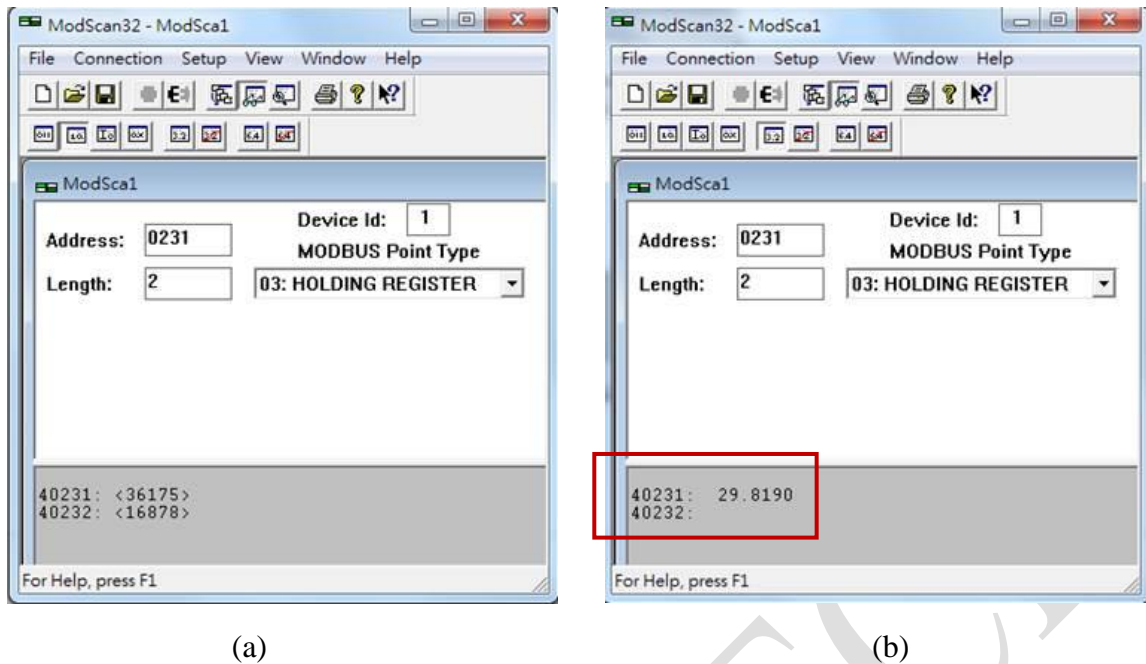 ModScan32 - ModSca1
File Connection Setup View Window Help
ModSca1
Address: 0231
Device Id: 1
MODBUS Point Type
Length: 2
03: HOLDING REGISTER
40231: <36175>
40232: <16878>
For Help, press F1
(a)
ModScan32 - ModSca1
File Connection Setup View Window Help
ModSca1
Address: 0231
Device Id: 1
MODBUS Point Type
Length: 2
03: HOLDING REGISTER
40231: 29.8190
40232:
For Help, press F1
(b)